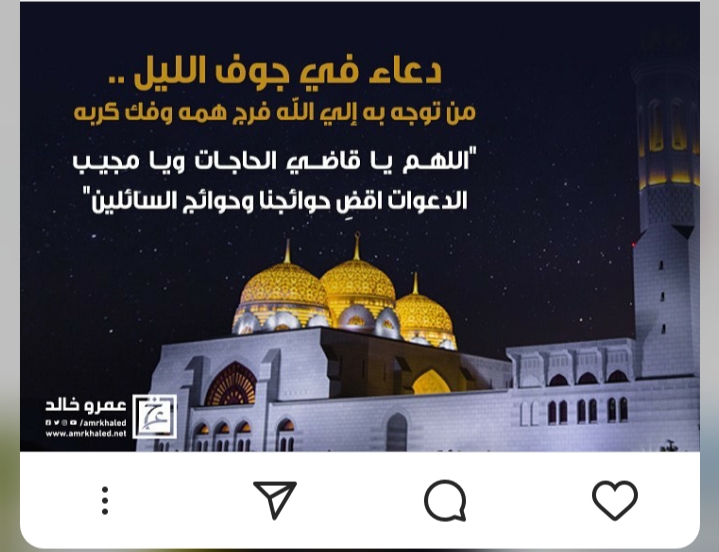 دعاء في جوف الليل ..
من توجه به إلي الله فرج همه وفك كربه
"اللهم يا قاضي الحاجات ويا مجيب
الدعوات اقضِ حوائجنا وحوائج السائلين"
عمرو خالد
/amrkhaled
www.amrkhaled.net